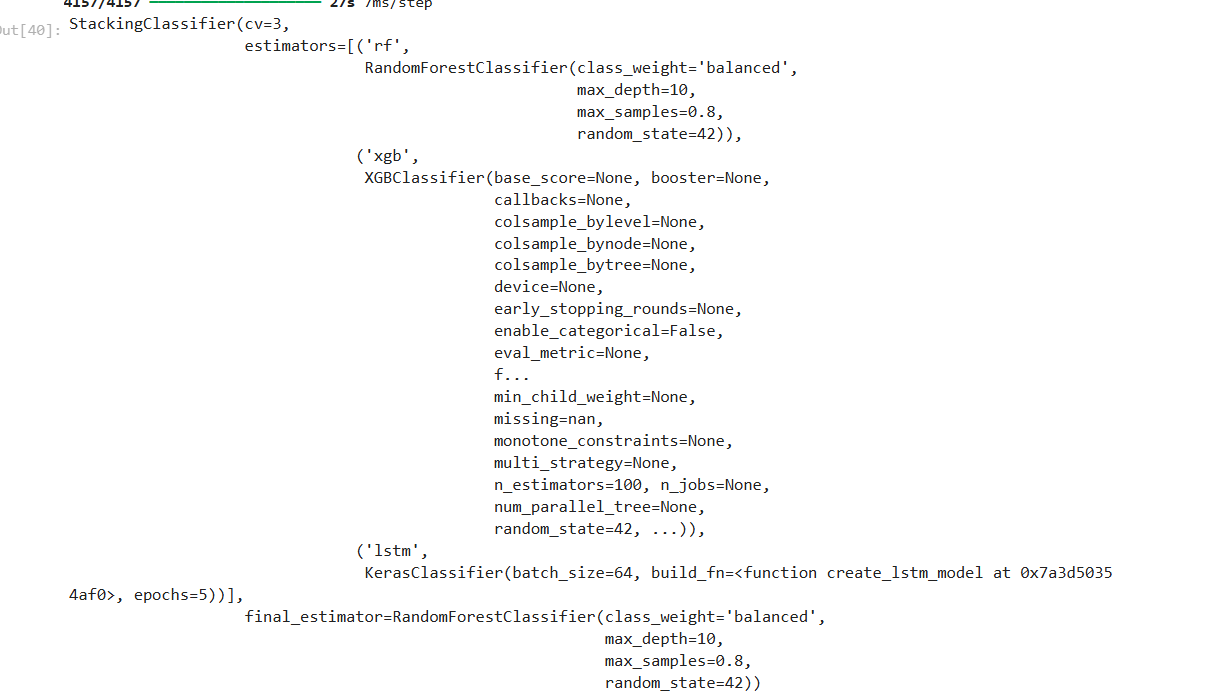 4157/4157 ━━━━━━━━━━━━━━━━━━━━ 27s 7ms/step
Out[40]: StackingClassifier(cv=3,
estimators=[('rf',
RandomForestClassifier(class_weight='balanced',
max_depth=10,
max_samples=0.8,
random_state=42)),
('xgb',
XGBClassifier(base_score=None, booster=None,
callbacks=None,
colsample_bylevel=None,
colsample_bynode=None,
colsample_bytree=None,
device=None,
early_stopping_rounds=None,
enable_categorical=False,
eval_metric=None,
f...
min_child_weight=None,
missing=nan,
monotone_constraints=None,
multi_strategy=None,
n_estimators=100, n_jobs=None,
num_parallel_tree=None,
random_state=42, ...)),
('lstm',
KerasClassifier(batch_size=64, build_fn=<function create_lstm_model at 0x7a3d5035
4af0>, epochs=5))],
final_estimator=RandomForestClassifier(class_weight='balanced',
max_depth=10,
max_samples=0.8,
random_state=42))